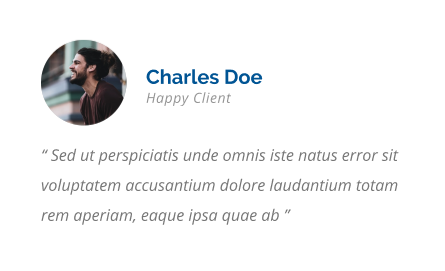 Charles Doe
Happy Client
“ Sed ut perspiciatis unde omnis iste natus error sit
voluptatem accusantium dolore laudantium totam
rem aperiam, eaque ipsa quae ab ”